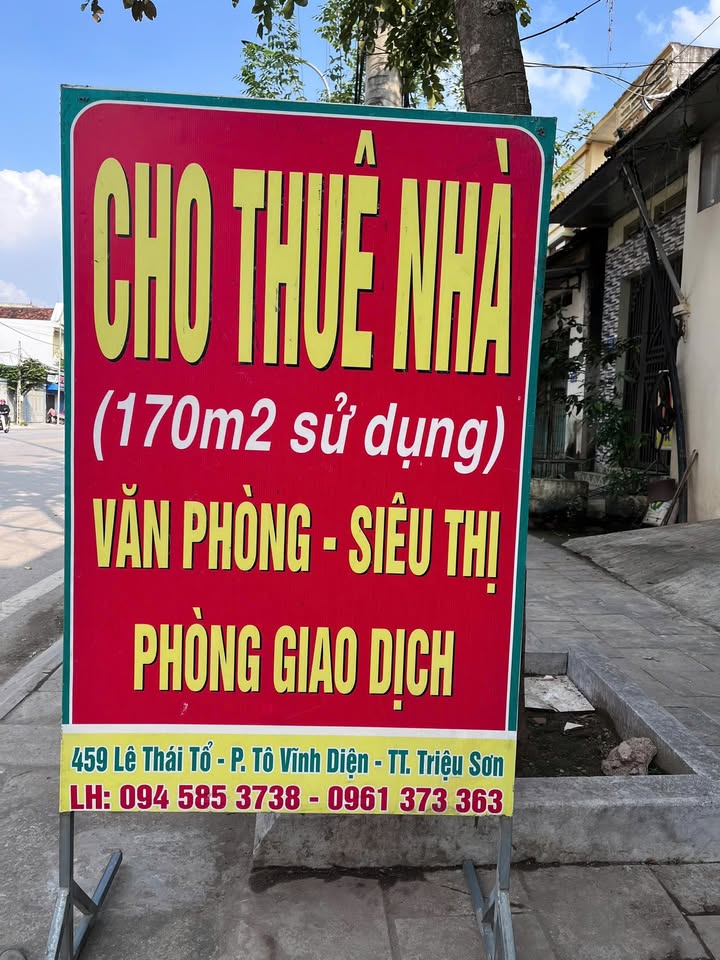 CHO THUÊ NHÀ
(170m2 sử dụng)
VĂN PHÒNG - SIÊU THỊ
PHÒNG GIAO DỊCH
459 Lê Thái Tổ - P. Tô Vĩnh Diện - TT. Triệu Sơn
LH: 094 585 3738 - 0961 373 363